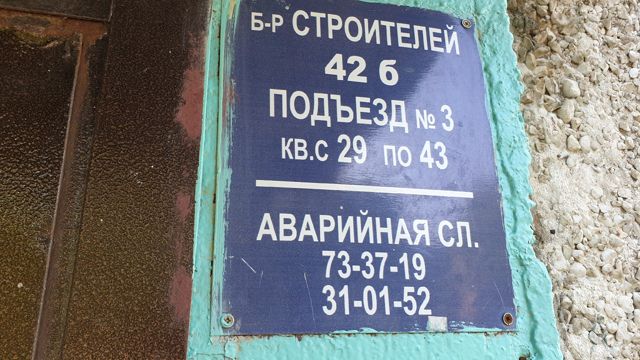 Б-Р СТРОИТЕЛЕЙ
42 б
ПОДЪЕЗД № 3
КВ.С 29 ПО 43
АВАРИЙНАЯ СЛ.
73-37-19
31-01-52